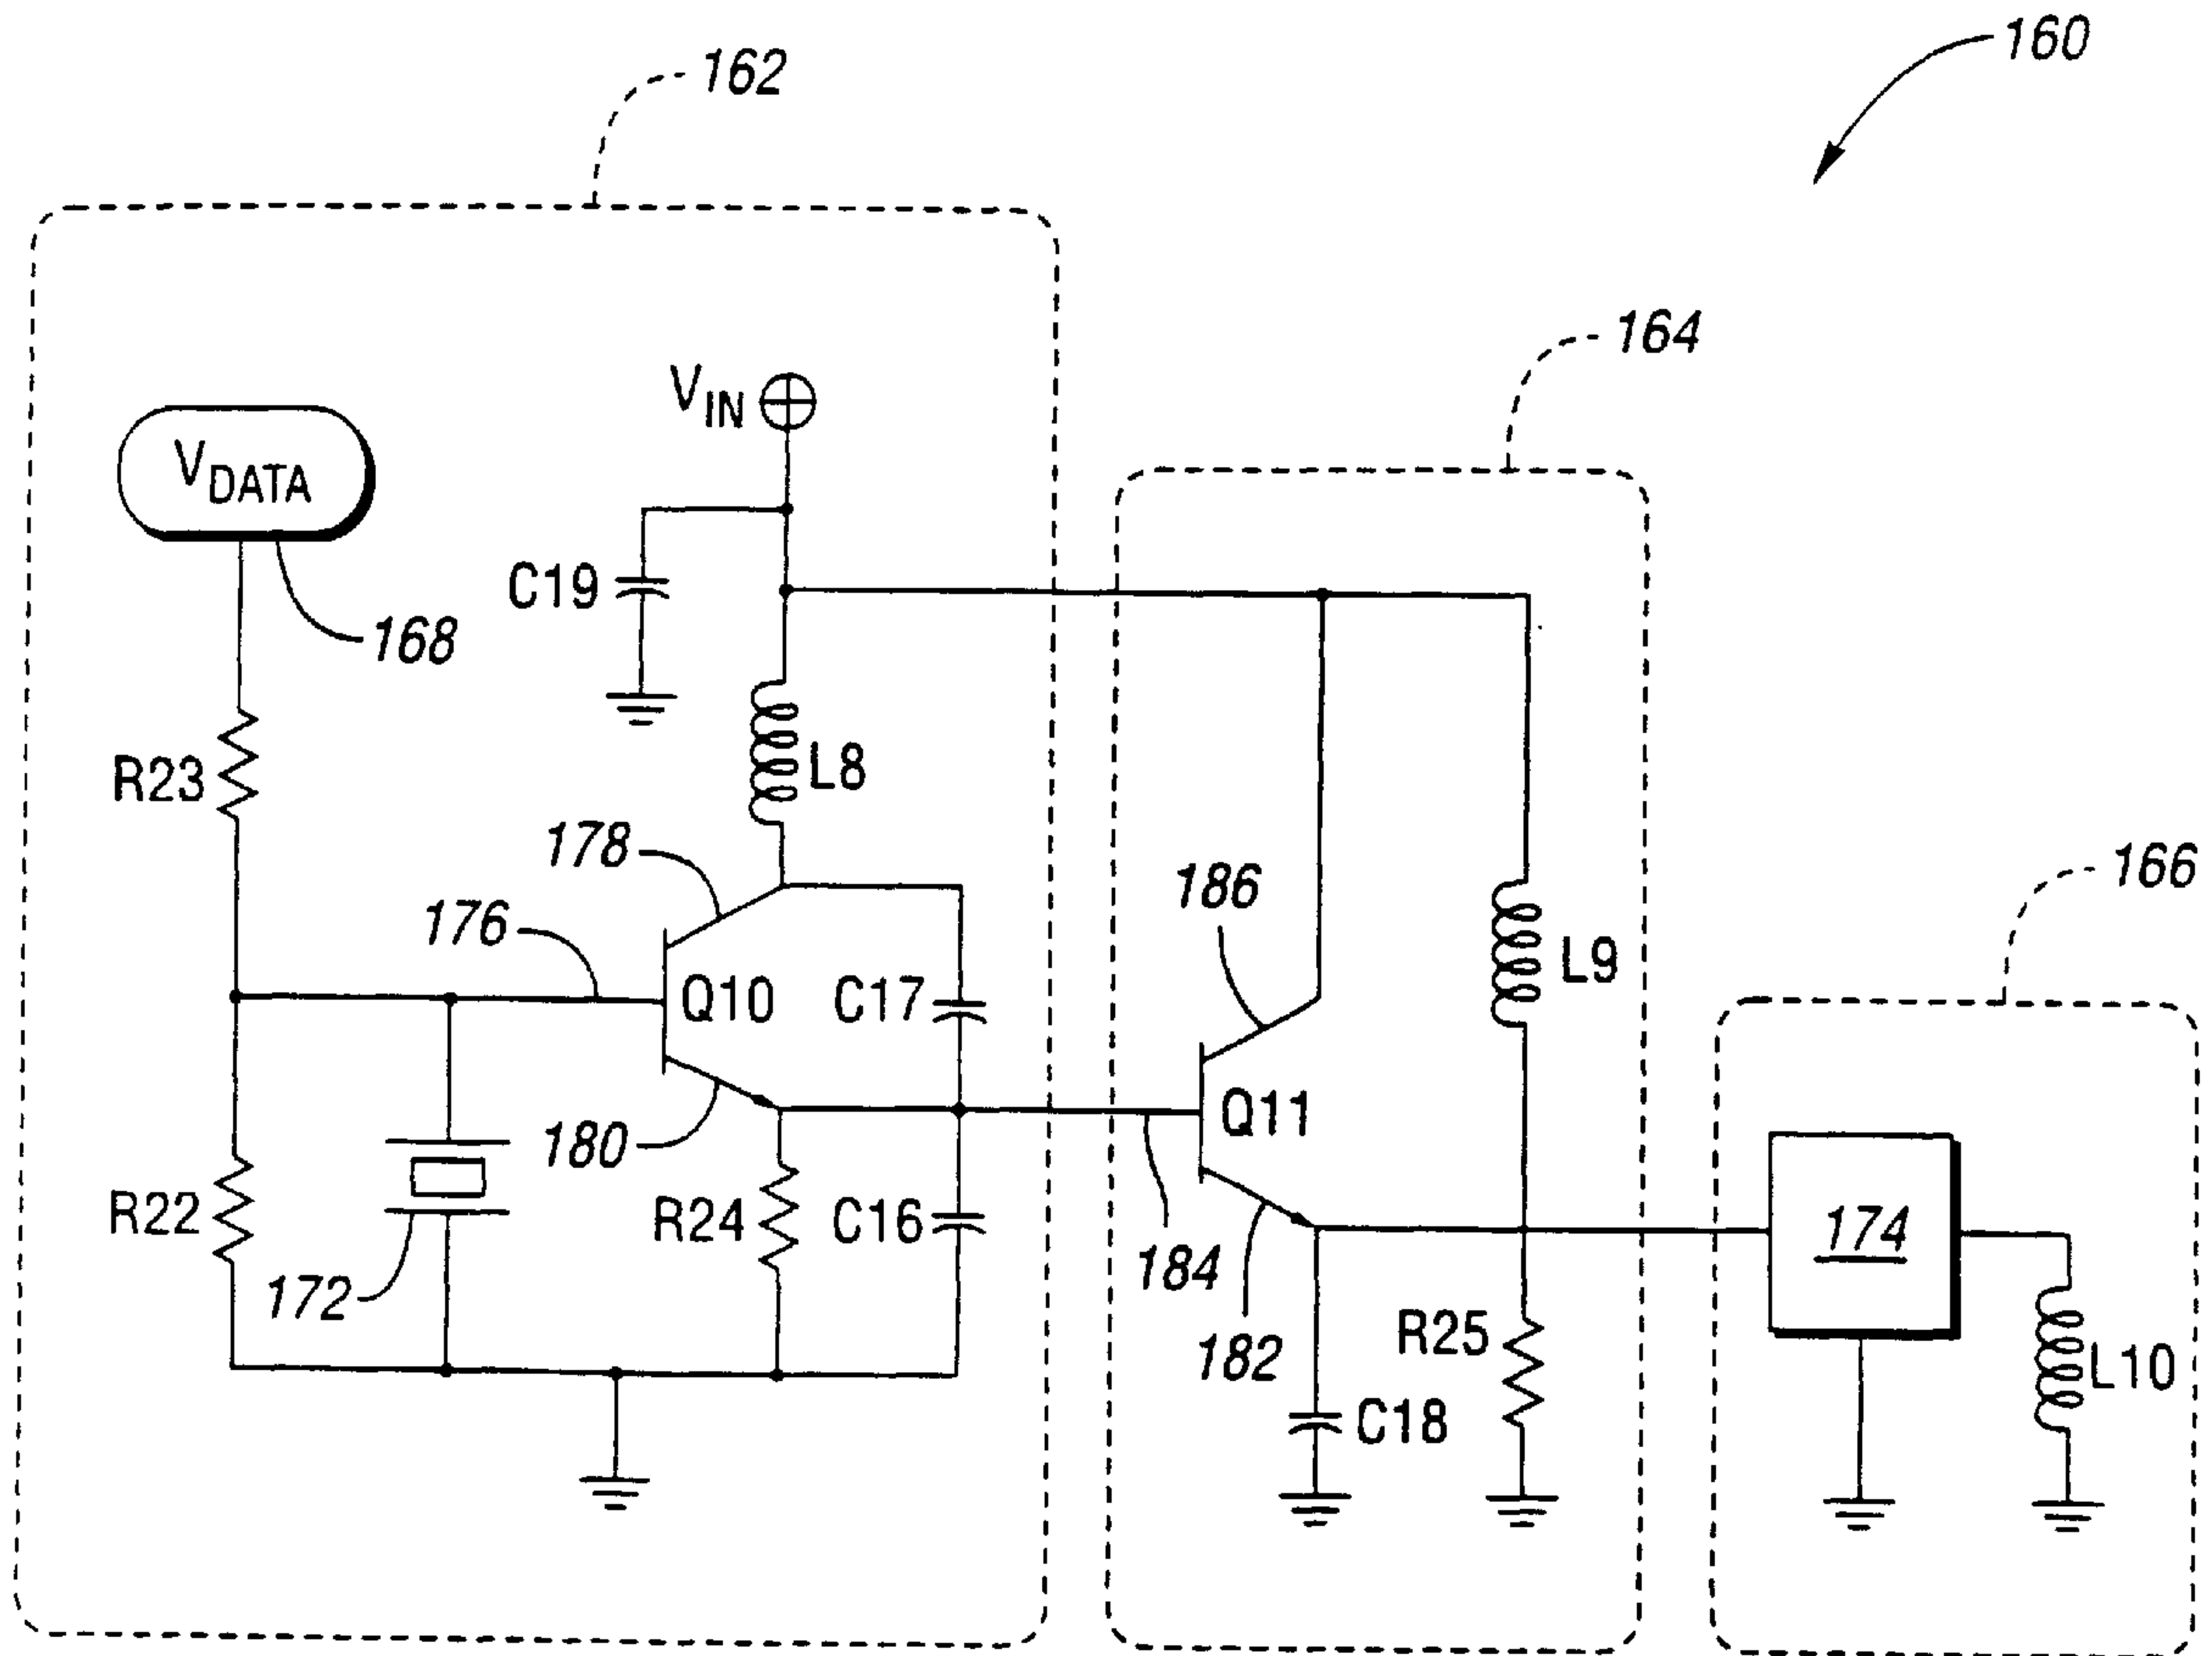 160
162
164
V_IN
V_DATA
C19
168
R23
L8
178
166
186
176
L9
Q10
C17
Q11
180
R22
R24
C16
174
184
172
R25
182
L10
C18